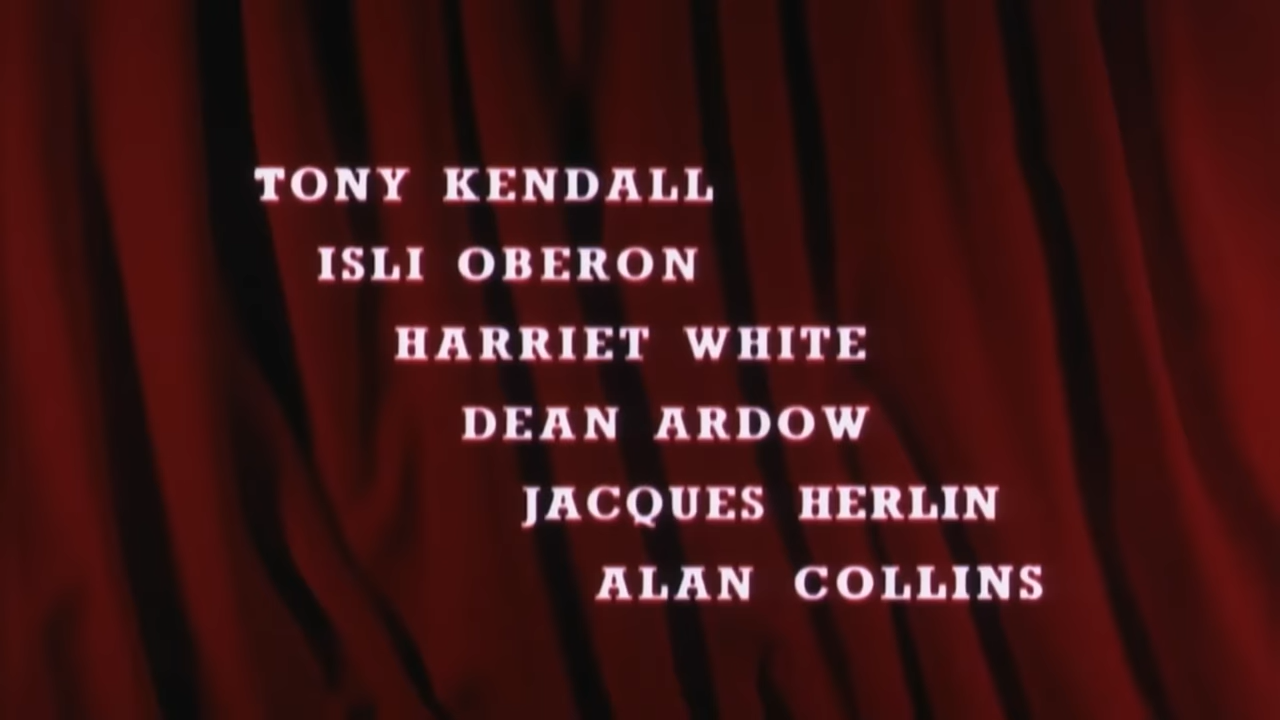 TONY KENDALL
ISLI OBERON
HARRIET WHITE
DEAN ARDOW
JACQUES HERLIN
ALAN COLLINS